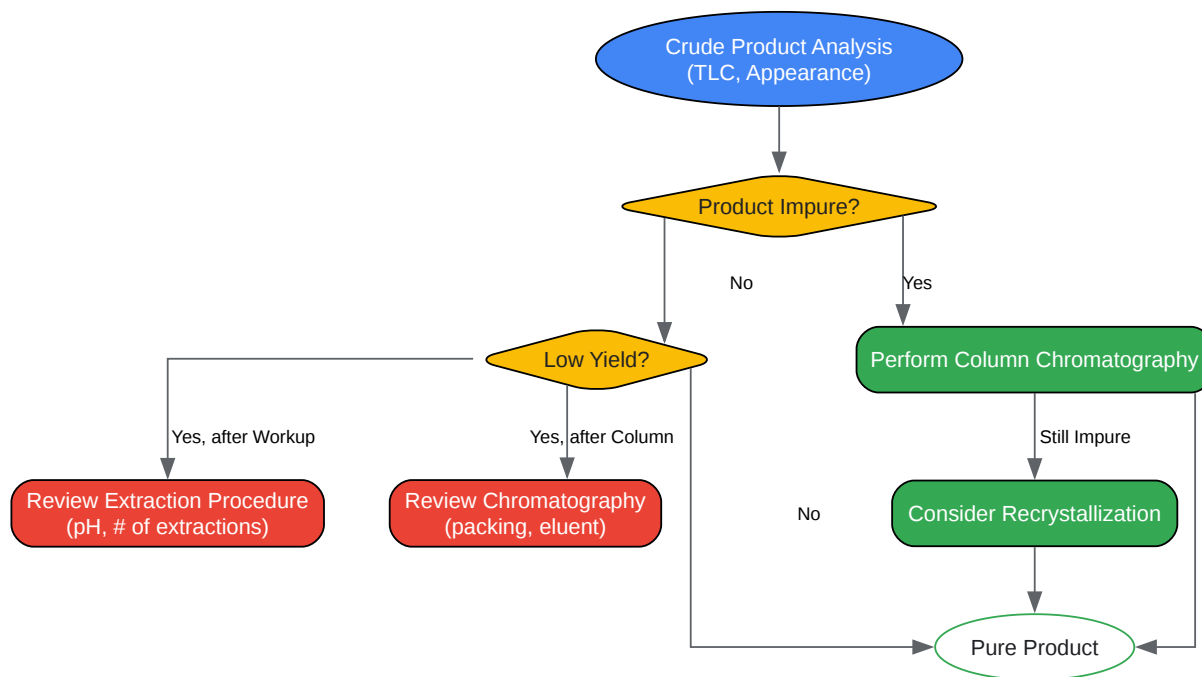 Crude Product Analysis
(TLC, Appearance)
Product Impure?
No
Yes
Low Yield?
Perform Column Chromatography
Yes, after Workup
Yes, after Column
Still Impure
Review Extraction Procedure
(pH, # of extractions)
Review Chromatography
(packing, eluent)
No
Consider Recrystallization
Pure Product